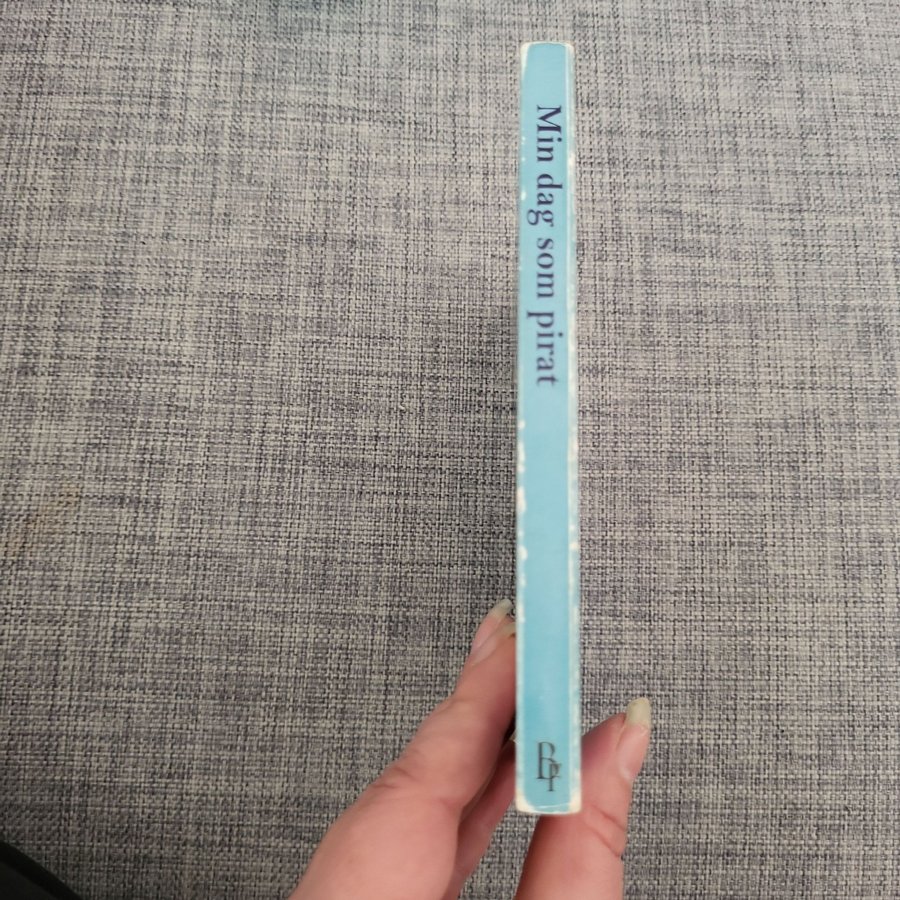 Min dag som pirat